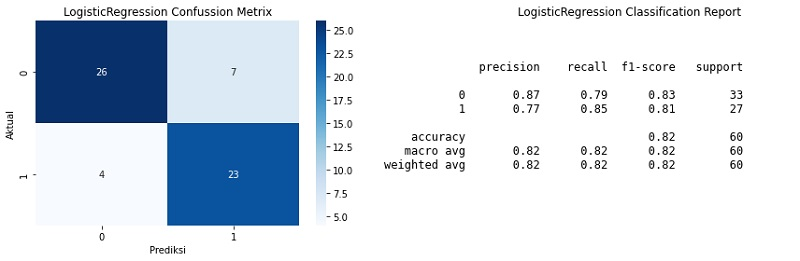 LogisticRegression Confussion Metrix
26 7
4 23
0
1
Aktual
0 1
Prediksi
25.0
22.5
20.0
17.5
15.0
12.5
10.0
7.5
5.0
LogisticRegression Classification Report
precision recall f1-score support
0 0.87 0.79 0.83 33
1 0.77 0.85 0.81 27
accuracy 0.82 60
macro avg 0.82 0.82 0.82 60
weighted avg 0.82 0.82 0.82 60